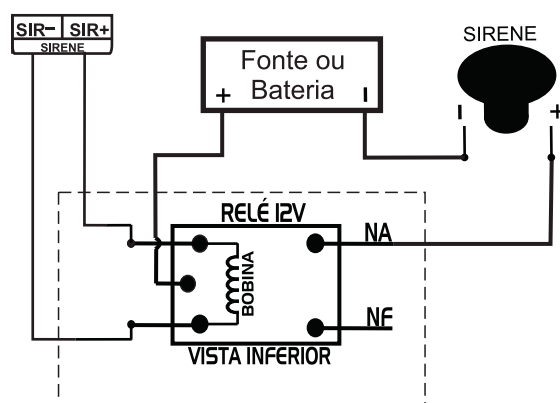 SIR- SIR+
SIRENE
Fonte ou
Bateria
+ -
SIRENE
- +
RELÉ 12V
BOBINA
NA
NF
VISTA INFERIOR